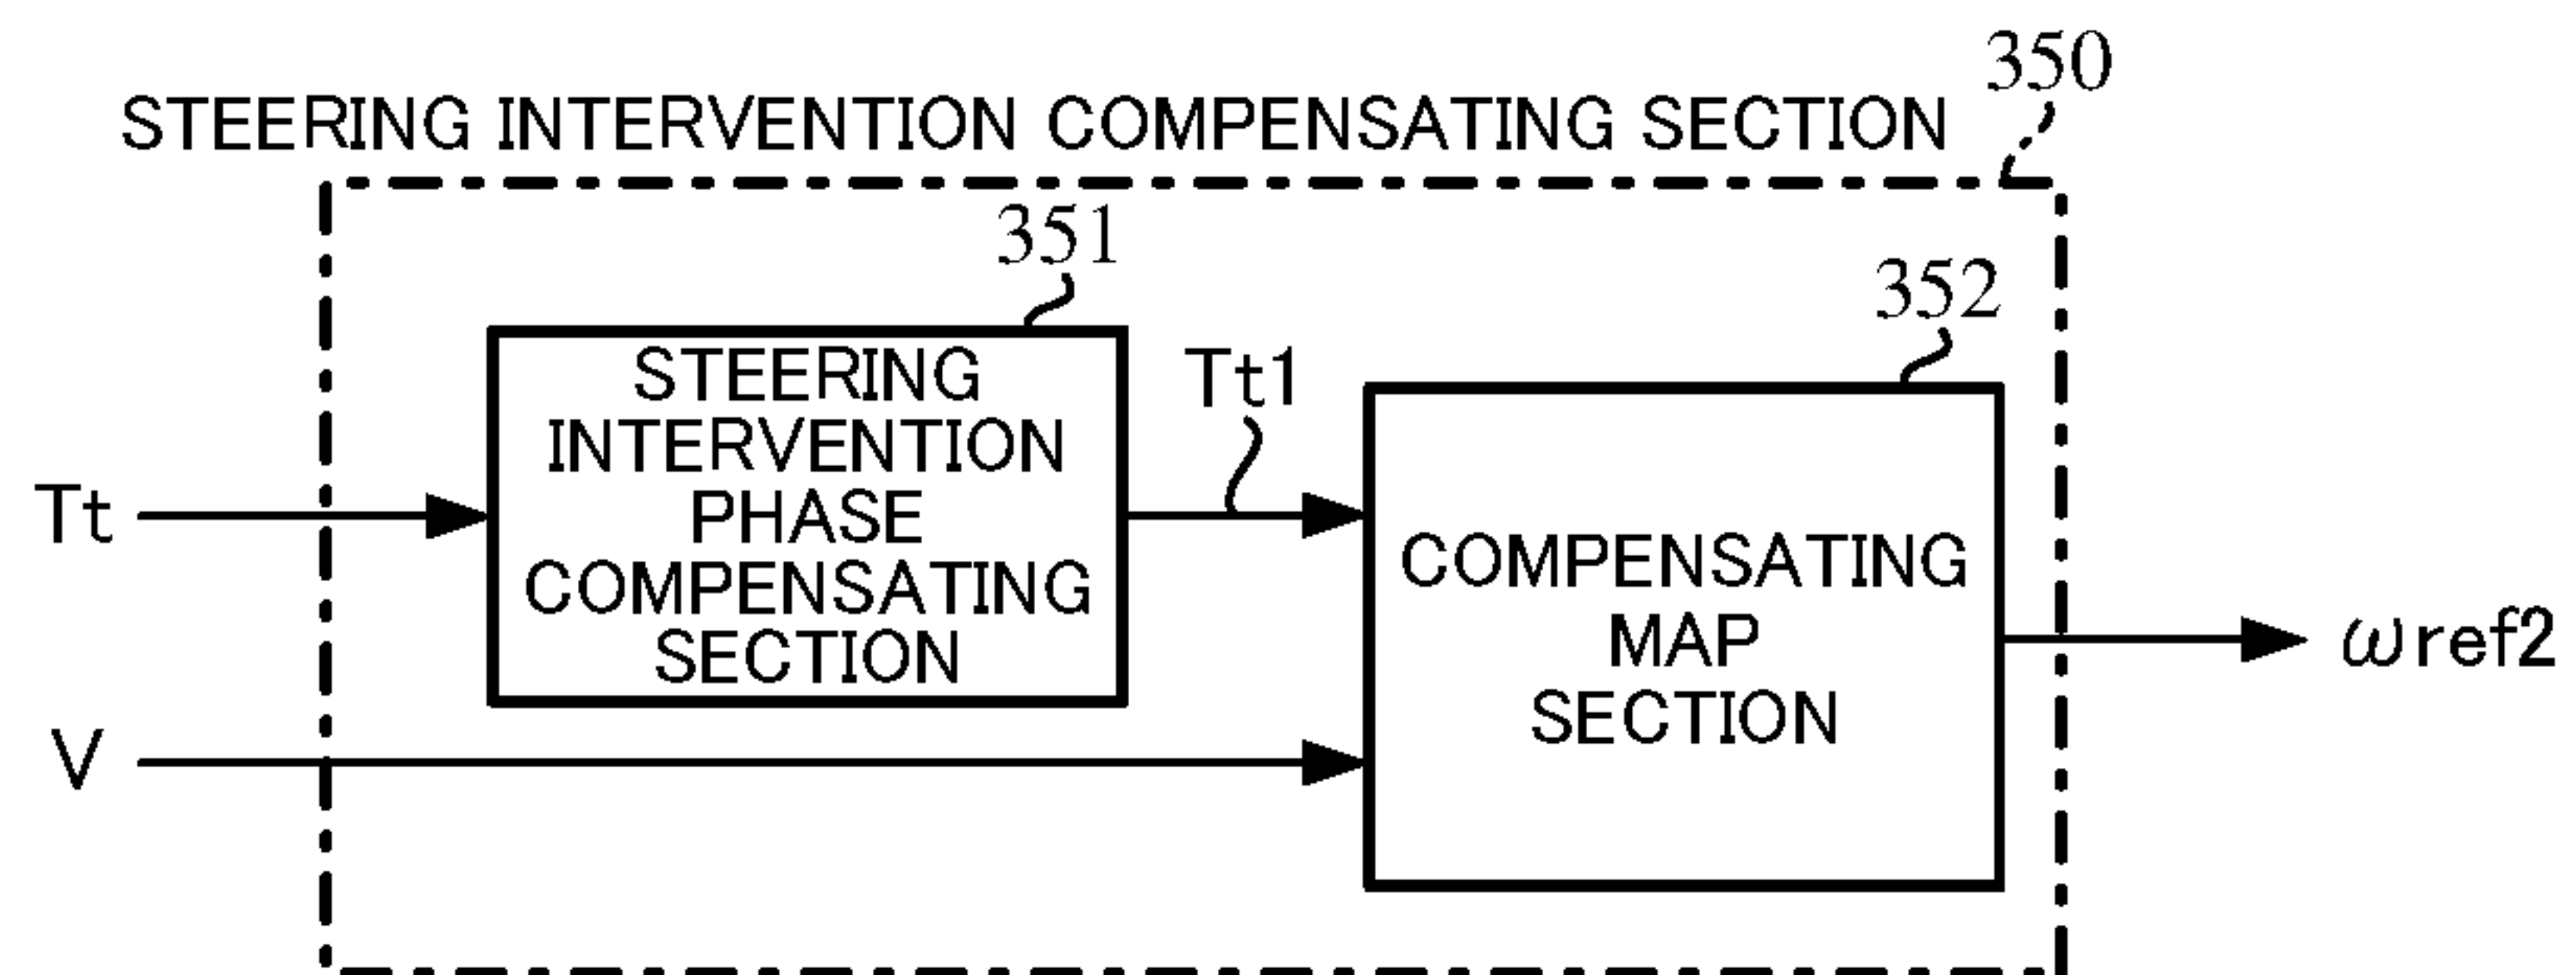 350
STEERING INTERVENTION COMPENSATING SECTION
351
352
STEERING
INTERVENTION
PHASE
COMPENSATING
SECTION
Tt1
Tt
COMPENSATING
MAP
SECTION
ωref2
V